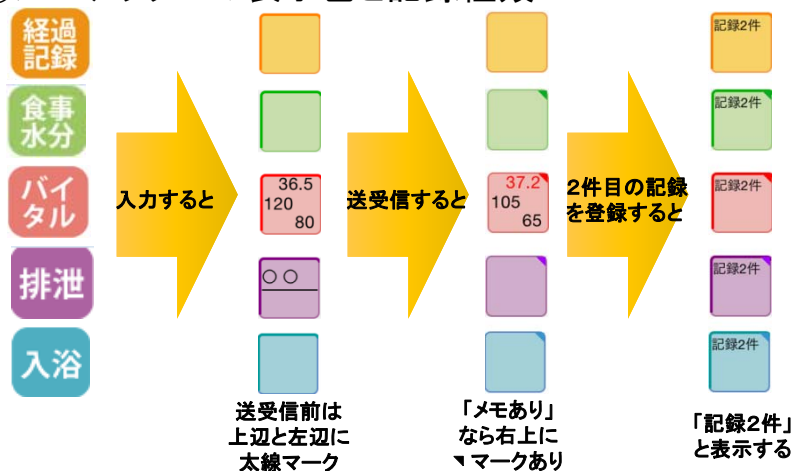 経過
記録
食事
水分
バイ
タル
排泄
入浴
入力すると
36.5
120
80
○○
送受信前は
上辺と左辺に
太線マーク
送受信すると
37.2
105
65
「メモあり」
なら右上に
◥マークあり
2件目の記録
を登録すると
記録2件
記録2件
記録2件
記録2件
記録2件
「記録2件」
と表示する